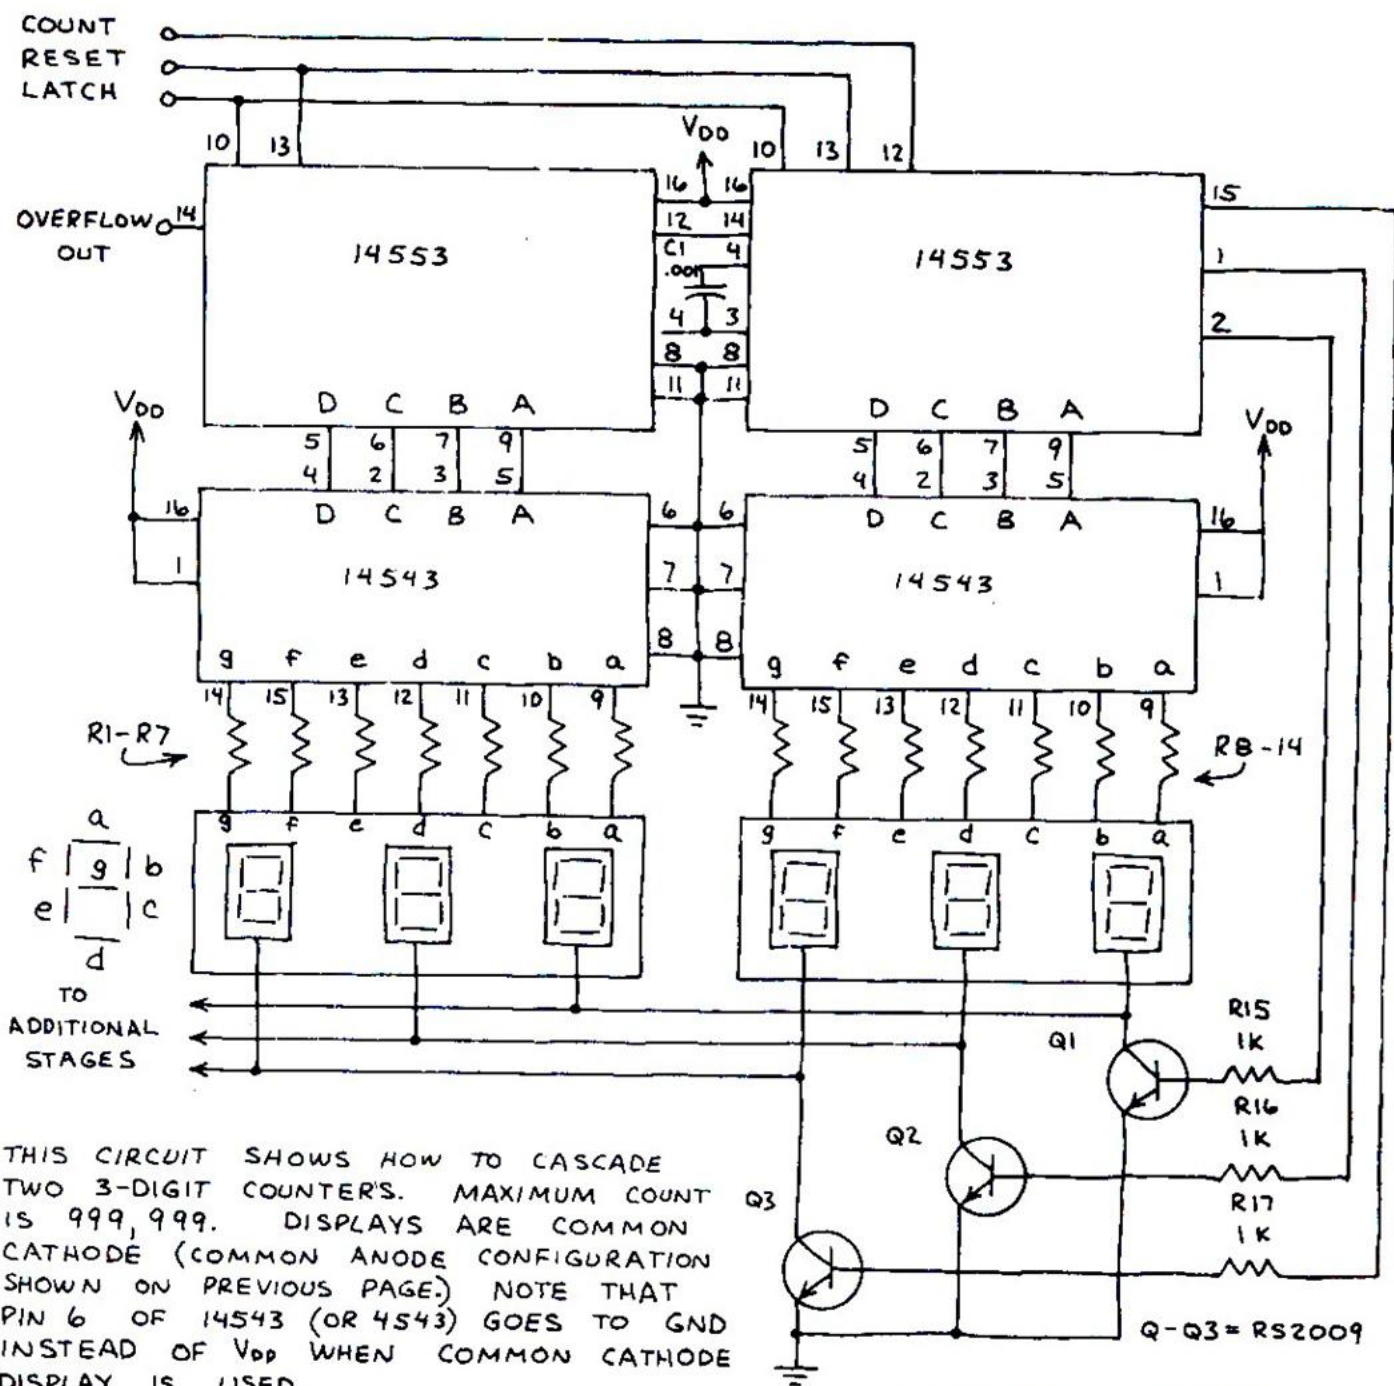 COUNT
RESET
LATCH
10 13
VDD
10 13 12
16 16
15
OVERFLOW 14
OUT
12 14
14553
14553
C1 4
.001
1
4 3
2
8 8
11 11
VDD
D C B A
D C B A
VDD
5 6 7 9
5 6 7 9
4 2 3 5
4 2 3 5
16
D C B A
6 6
D C B A
16
1
14543
7 7
14543
1
8 8
g f e d c b a
g f e d c b a
14 15 13 12 11 10 9
14 15 13 12 11 10 9
R1-R7
R8-14
g f e d c b a
g f e d c b a
a
f g b
e c
d
TO
ADDITIONAL
STAGES
Q1
R15
1K
R16
1K
Q2
R17
1K
Q3
THIS CIRCUIT SHOWS HOW TO CASCADE
TWO 3-DIGIT COUNTER'S. MAXIMUM COUNT
IS 999,999. DISPLAYS ARE COMMON
CATHODE (COMMON ANODE CONFIGURATION
SHOWN ON PREVIOUS PAGE.) NOTE THAT
PIN 6 OF 14543 (OR 4543) GOES TO GND
INSTEAD OF VDD WHEN COMMON CATHODE
DISPLAY IS USED
Q-Q3 = RS2009